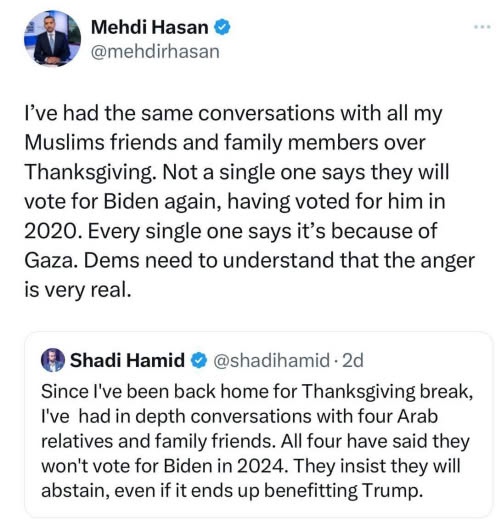 Mehdi Hasan
@mehdirhasan
I’ve had the same conversations with all my
Muslims friends and family members over
Thanksgiving. Not a single one says they will
vote for Biden again, having voted for him in
2020. Every single one says it’s because of
Gaza. Dems need to understand that the anger
is very real.
Shadi Hamid @shadihamid · 2d
Since I've been back home for Thanksgiving break,
I've had in depth conversations with four Arab
relatives and family friends. All four have said they
won't vote for Biden in 2024. They insist they will
abstain, even if it ends up benefitting Trump.